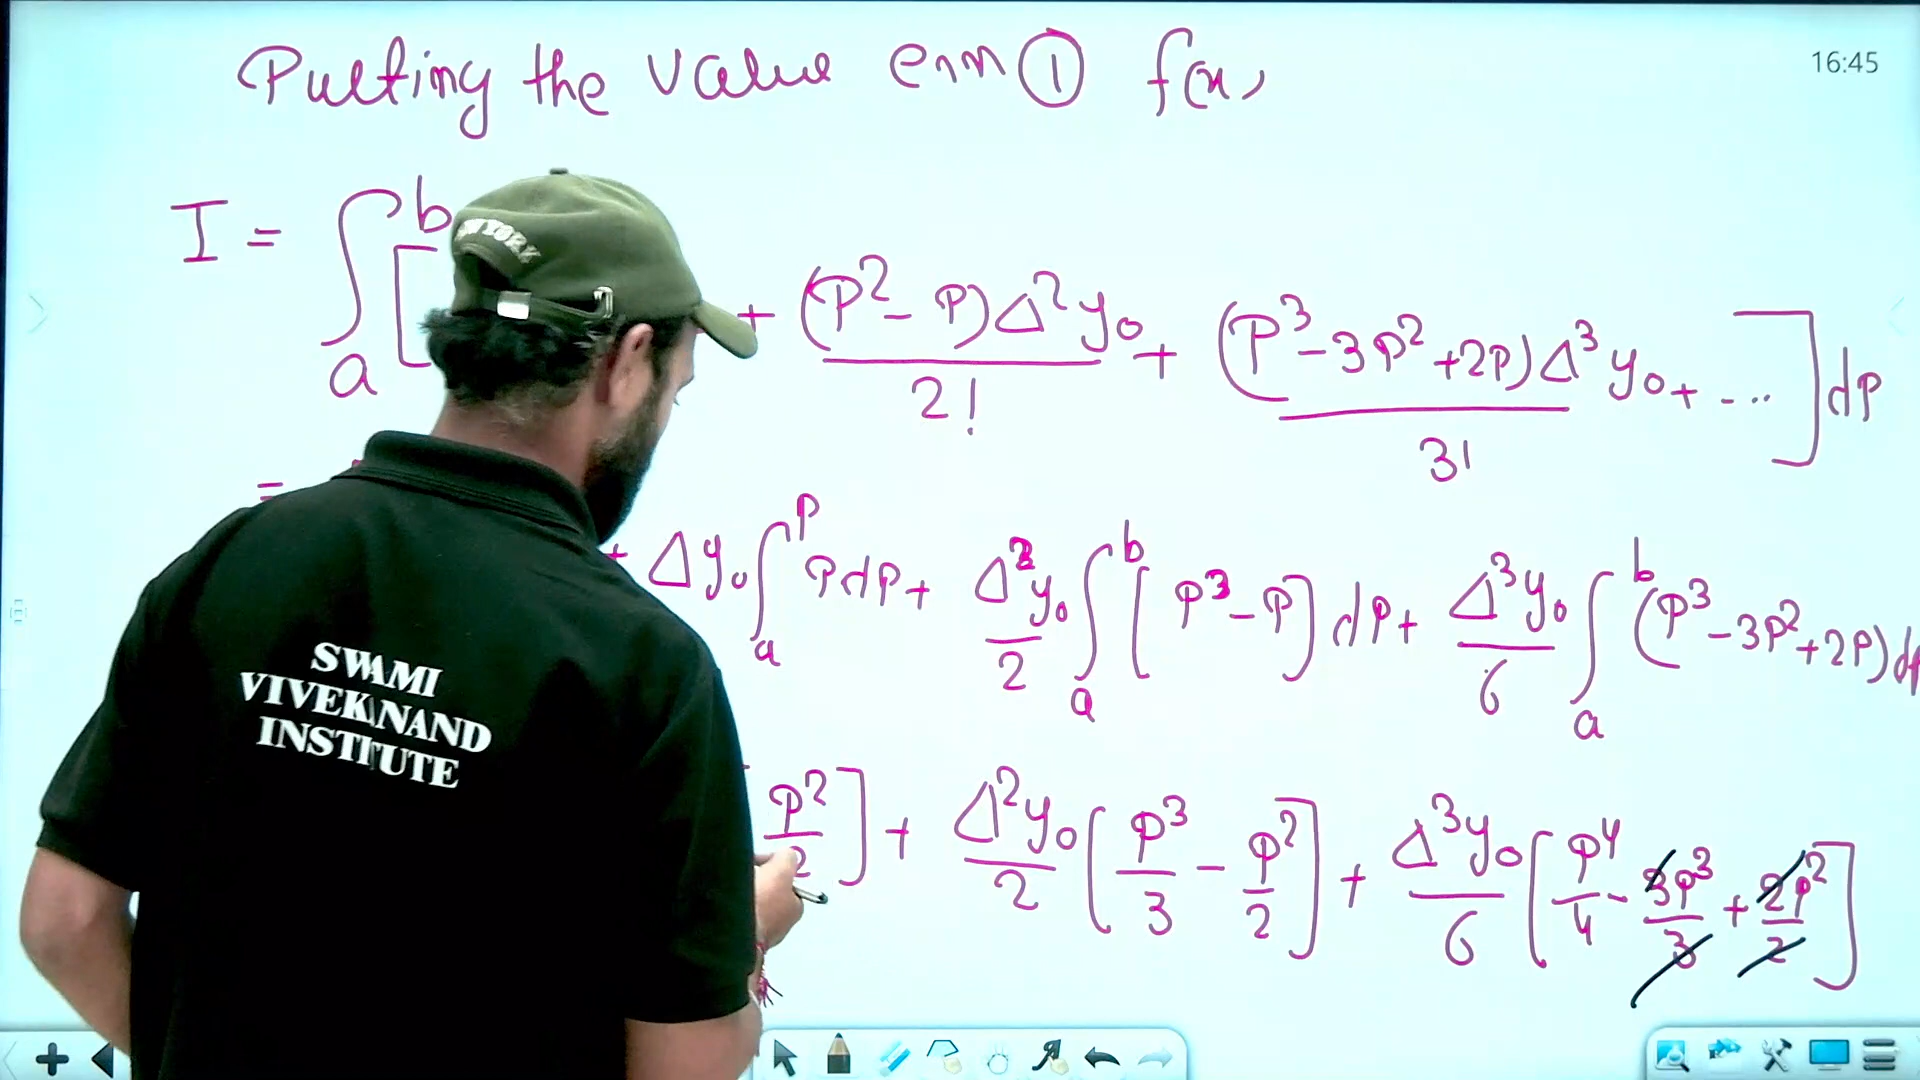 Putting the value enm ① f(x)
16:45
I = ∫_a^b [ + (P² - P)Δ²y₀ / 2! + (P³ - 3P² + 2P)Δ³y₀ / 3! + ... ] dP
= + Δy₀ ∫_a^P P dP + Δ²y₀/2 ∫_a^b [P³ - P] dP + Δ³y₀/6 ∫_a^b (P³ - 3P² + 2P) dP
P²/2 ] + Δ²y₀/2 [P³/3 - P²/2] + Δ³y₀/6 [P⁴/4 - 3P³/3 + 2P²/2]
NEW YORK
SWAMI
VIVEKANAND
INSTITUTE